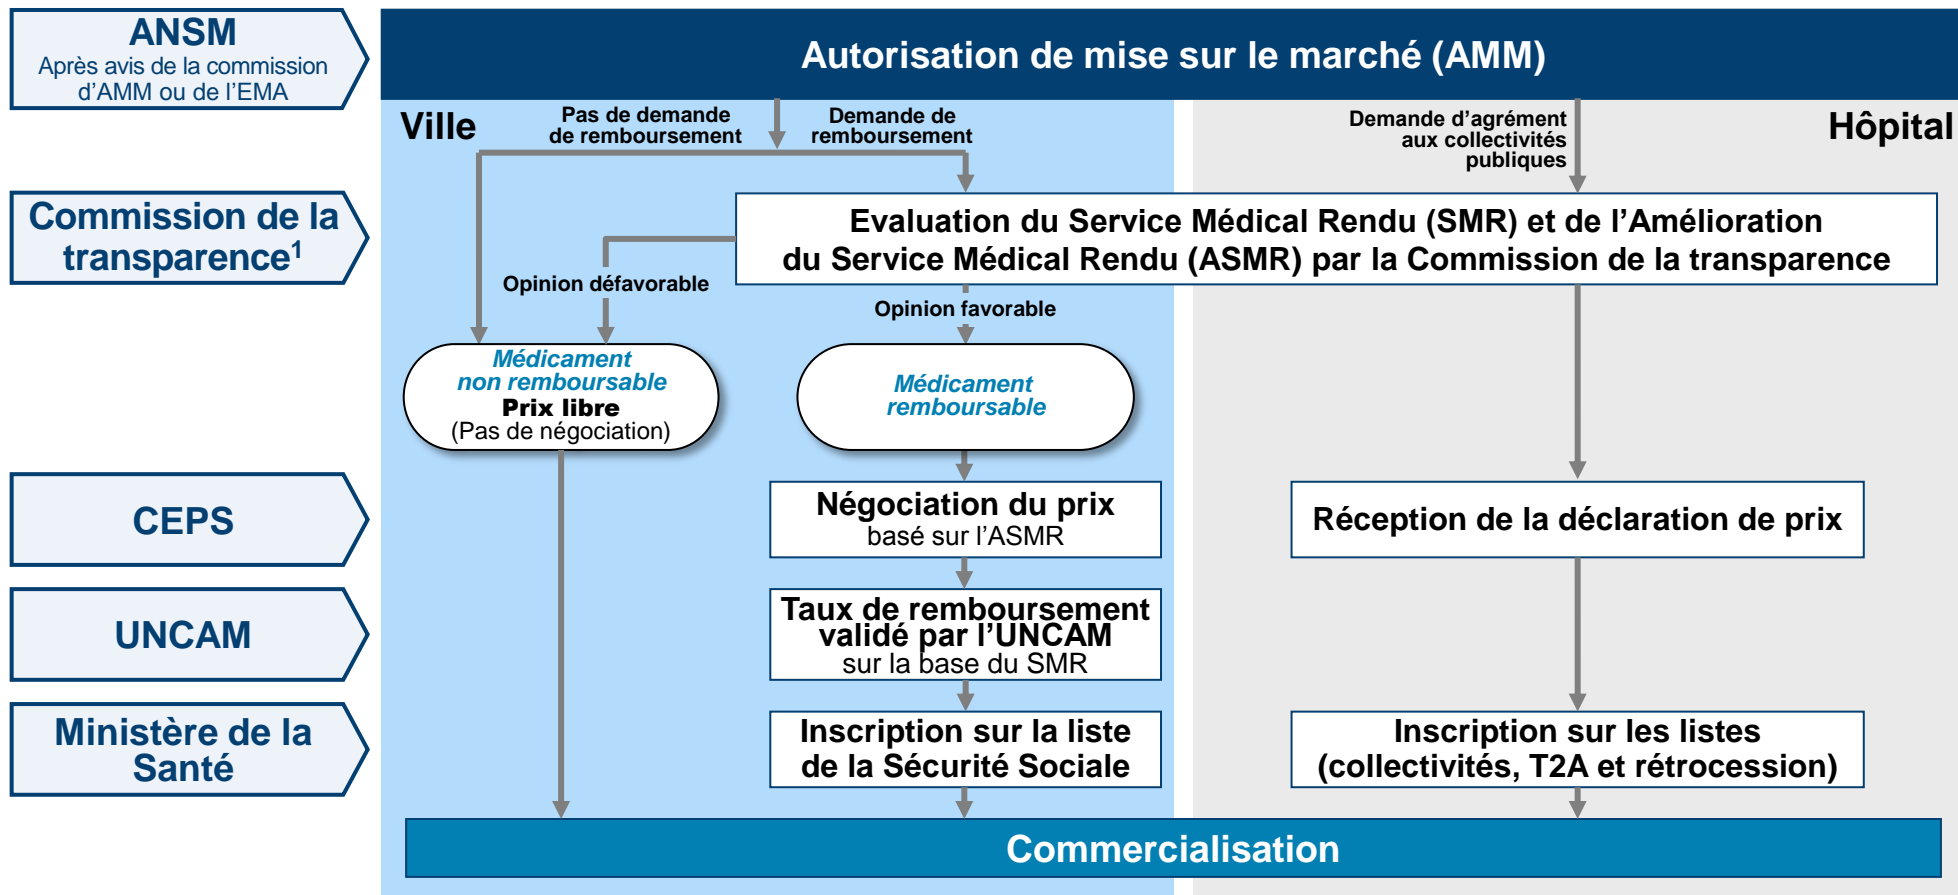 ANSM
Après avis de la commission
d'AMM ou de l'EMA
Autorisation de mise sur le marché (AMM)
Ville
Pas de demande
de remboursement
Demande de
remboursement
Demande d'agrément
aux collectivités
publiques
Hôpital
Commission de la
transparence¹
Evaluation du Service Médical Rendu (SMR) et de l'Amélioration
du Service Médical Rendu (ASMR) par la Commission de la transparence
Opinion défavorable
Opinion favorable
Médicament
non remboursable
Prix libre
(Pas de négociation)
Médicament
remboursable
CEPS
Négociation du prix
basé sur l'ASMR
Réception de la déclaration de prix
UNCAM
Taux de remboursement
validé par l'UNCAM
sur la base du SMR
Ministère de la
Santé
Inscription sur la liste
de la Sécurité Sociale
Inscription sur les listes
(collectivités, T2A et rétrocession)
Commercialisation